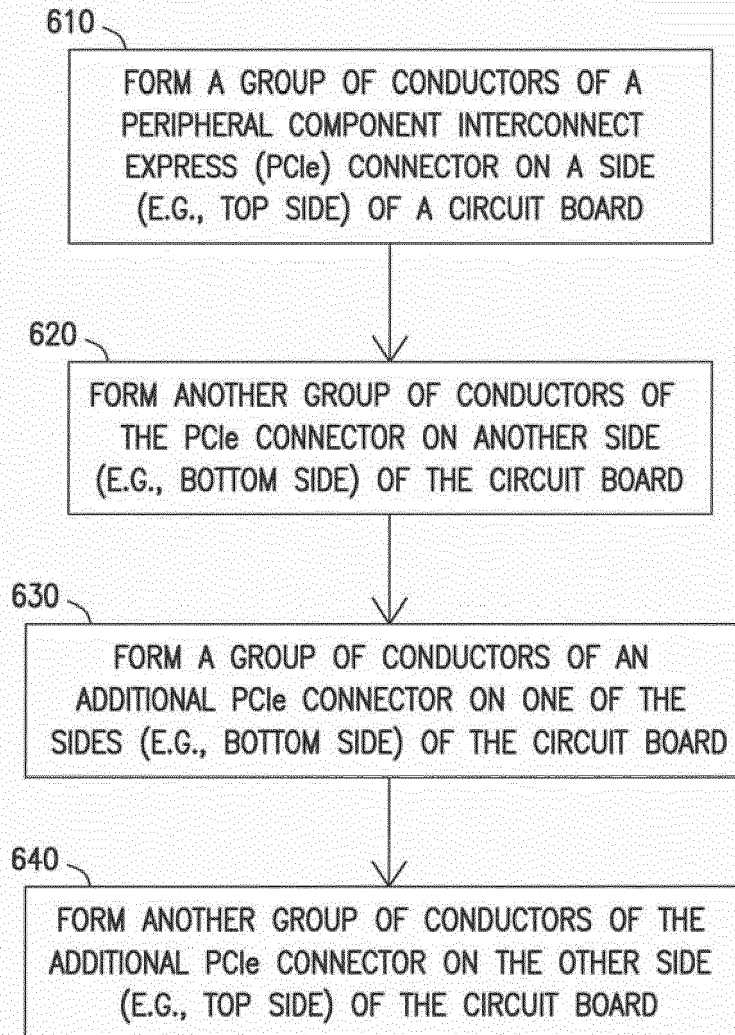 610
FORM A GROUP OF CONDUCTORS OF A
PERIPHERAL COMPONENT INTERCONNECT
EXPRESS (PCIe) CONNECTOR ON A SIDE
(E.G., TOP SIDE) OF A CIRCUIT BOARD
620
FORM ANOTHER GROUP OF CONDUCTORS OF
THE PCIe CONNECTOR ON ANOTHER SIDE
(E.G., BOTTOM SIDE) OF THE CIRCUIT BOARD
630
FORM A GROUP OF CONDUCTORS OF AN
ADDITIONAL PCIe CONNECTOR ON ONE OF THE
SIDES (E.G., BOTTOM SIDE) OF THE CIRCUIT BOARD
640
FORM ANOTHER GROUP OF CONDUCTORS OF THE
ADDITIONAL PCIe CONNECTOR ON THE OTHER SIDE
(E.G., TOP SIDE) OF THE CIRCUIT BOARD